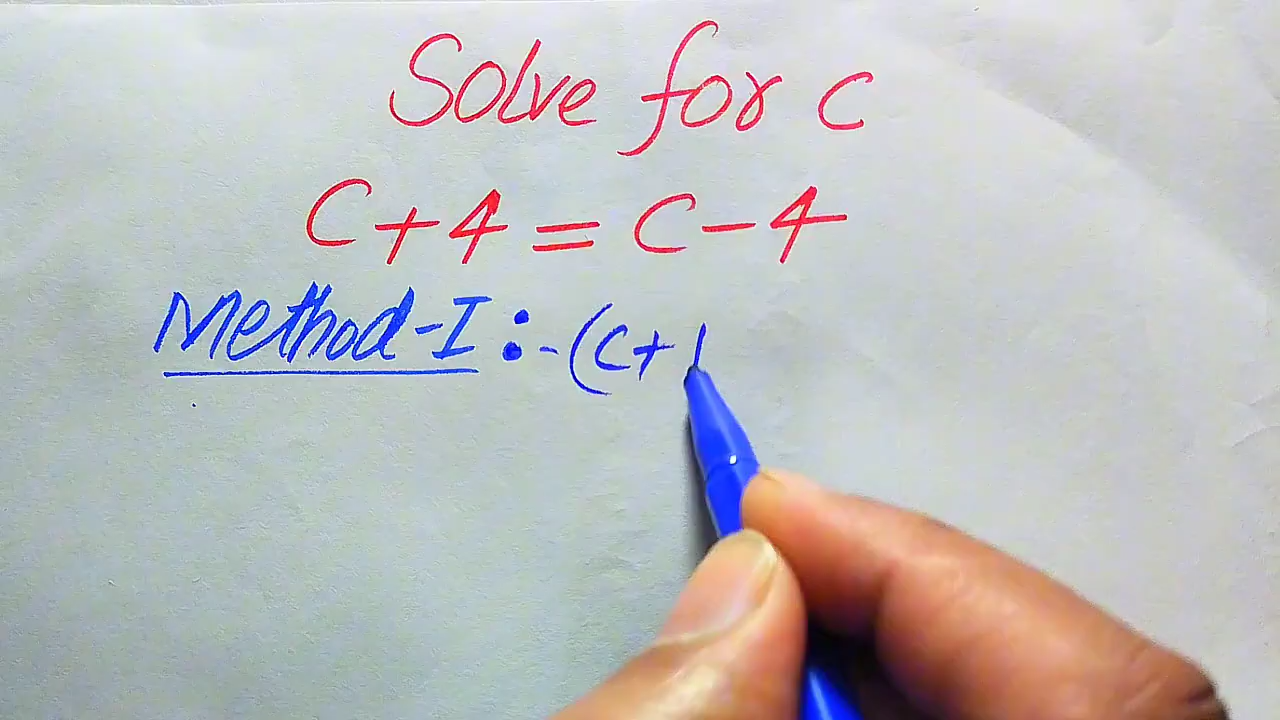 Solve for C
C+4=C-4
Method-I :- (C+